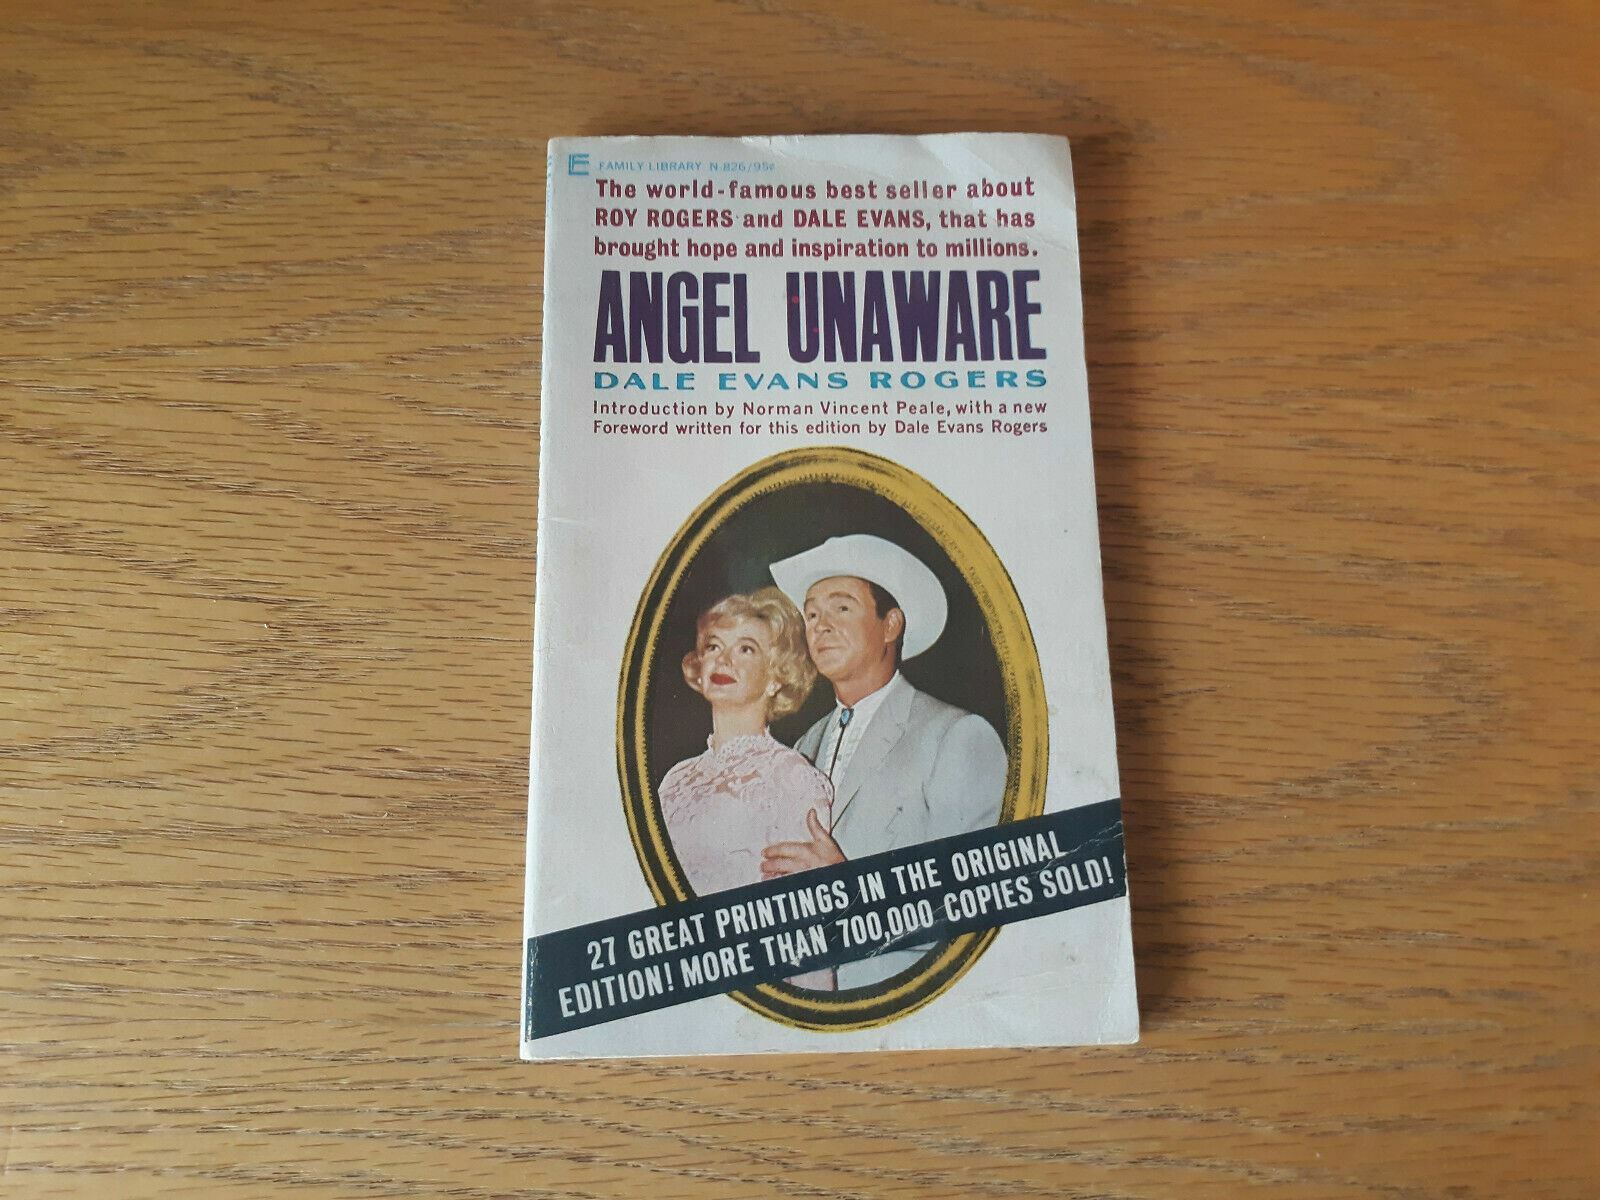 FAMILY LIBRARY N-826/95¢
The world-famous best seller about
ROY ROGERS and DALE EVANS, that has
brought hope and inspiration to millions.
ANGEL UNAWARE
DALE EVANS ROGERS
Introduction by Norman Vincent Peale, with a new
Foreword written for this edition by Dale Evans Rogers
27 GREAT PRINTINGS IN THE ORIGINAL
EDITION! MORE THAN 700,000 COPIES SOLD!